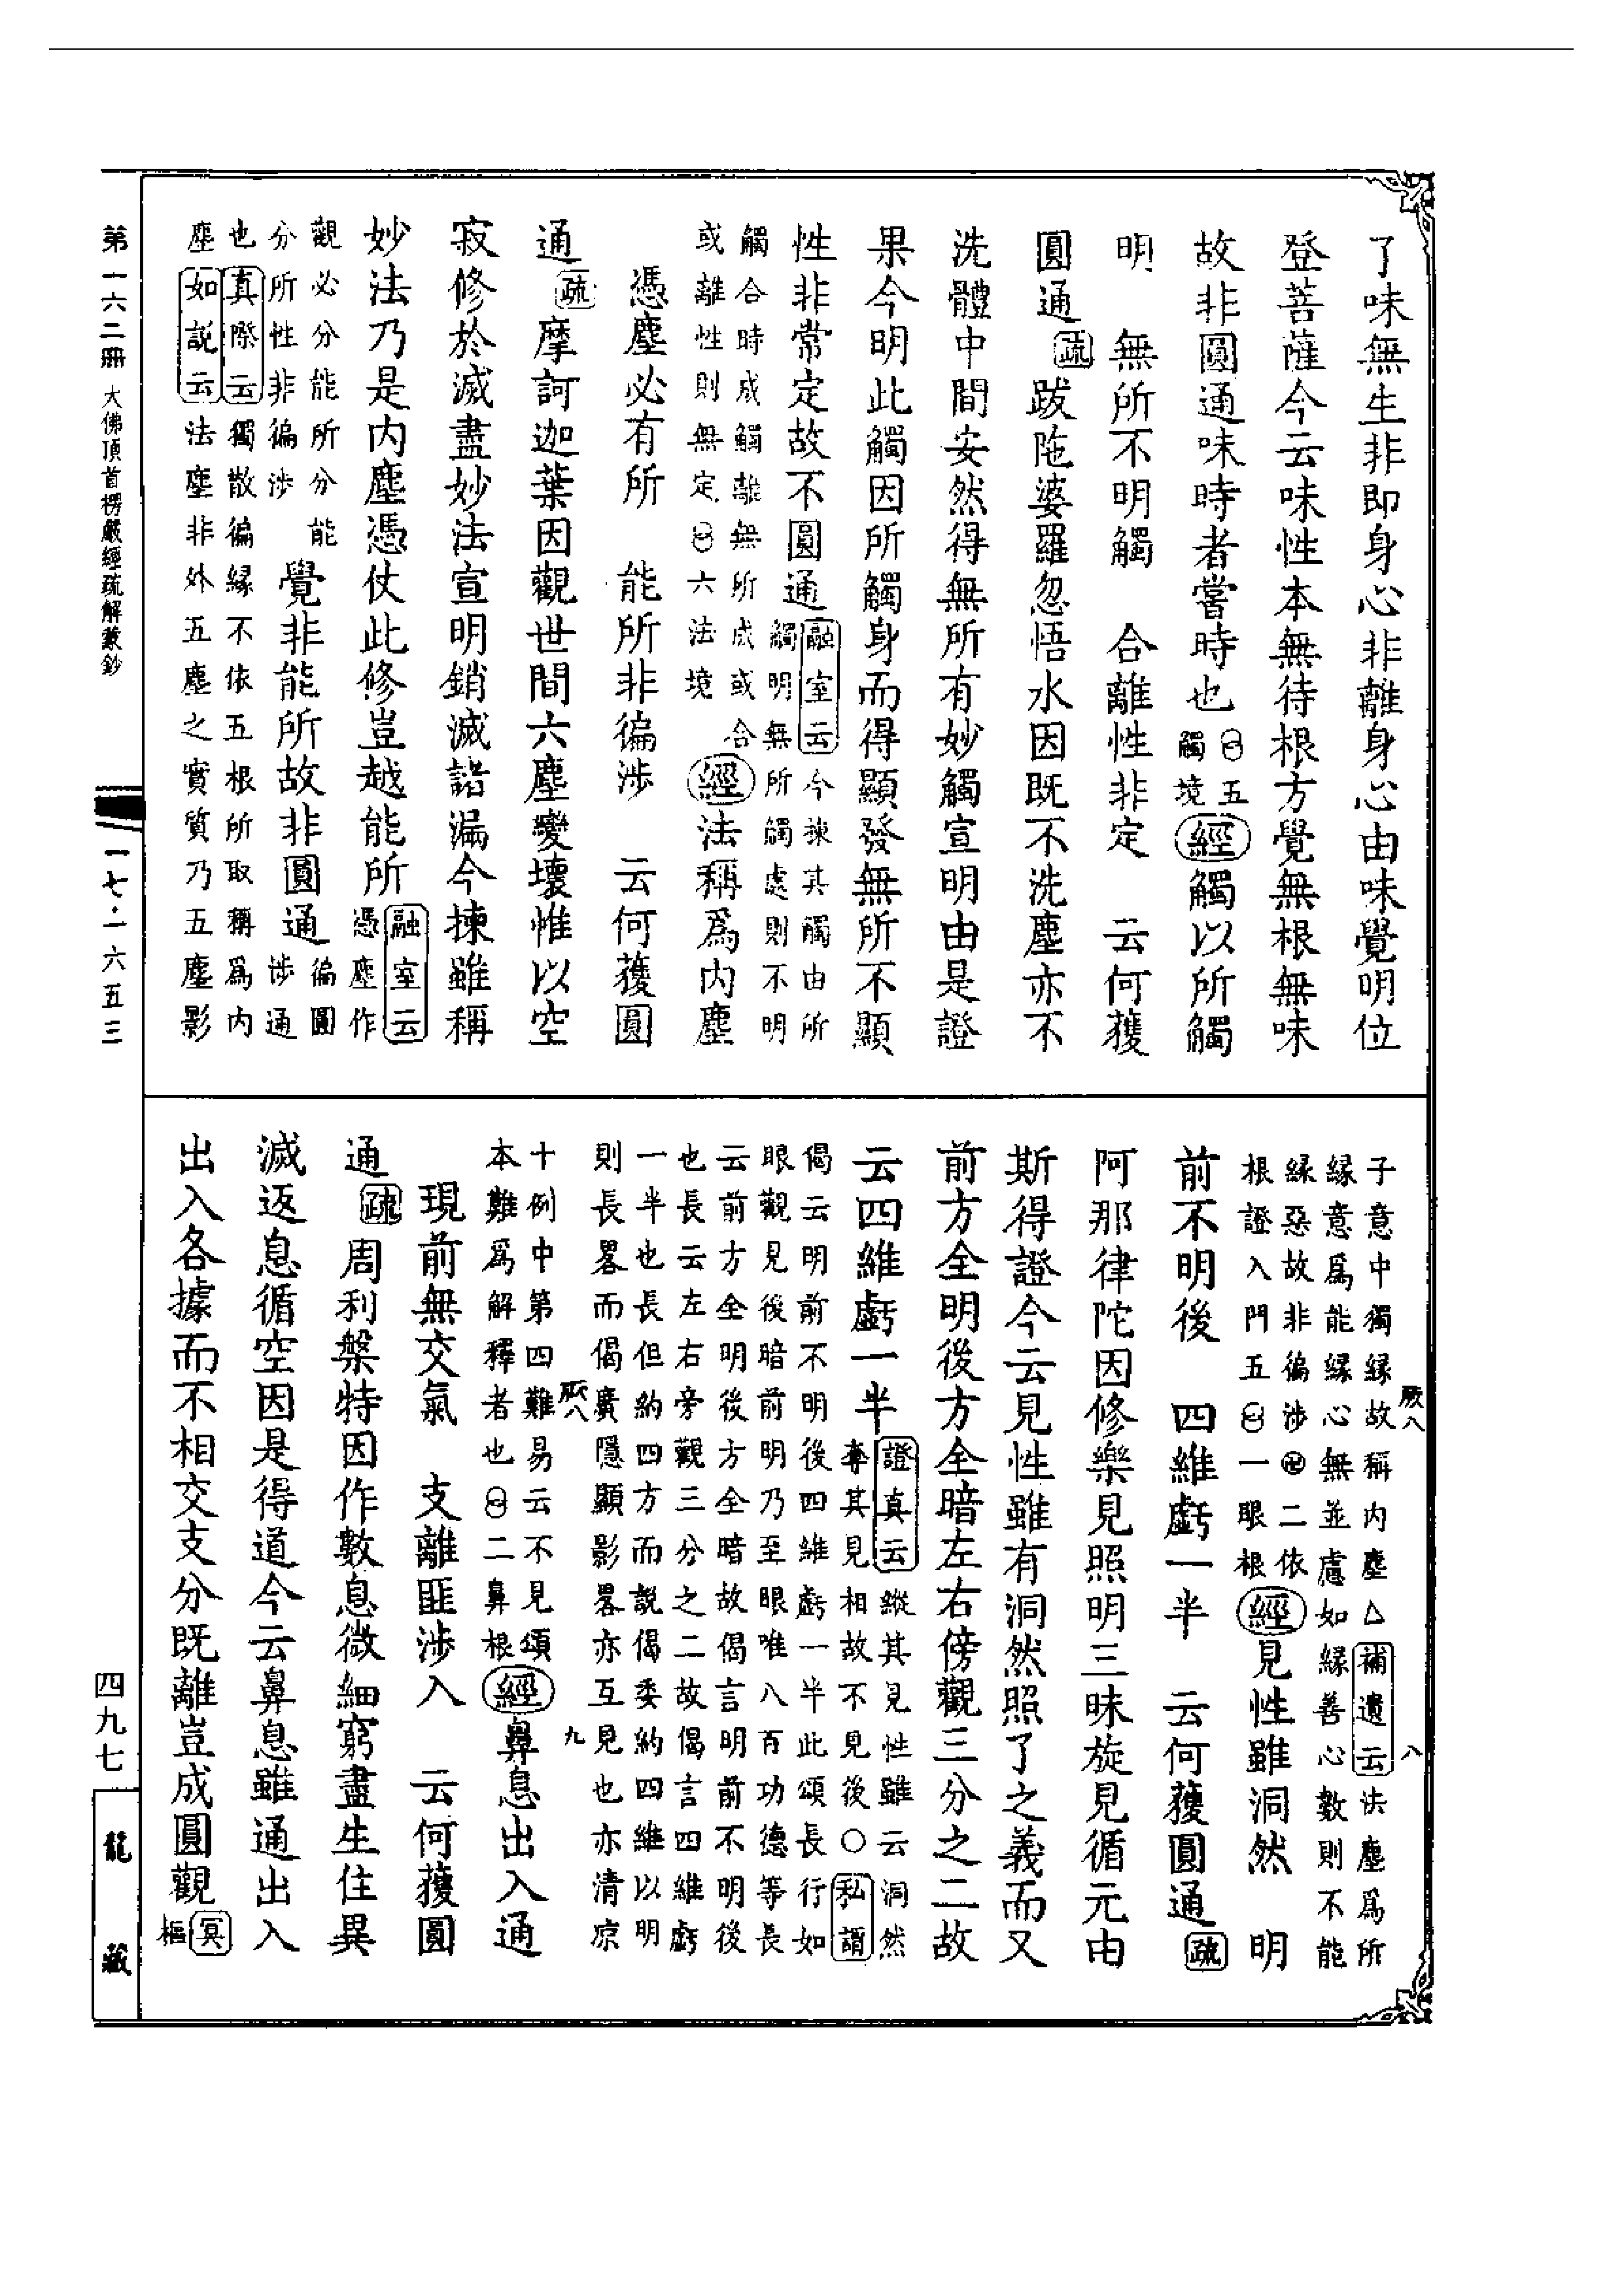 了味無生非即身心非離身心由味覺明位
登菩薩今云味性本無待根方覺無根無味
故非圓通味時者嘗時也㊀五觸境經觸以所觸
明　無所不明觸　合離性非定　云何獲
圓通疏跋陁婆羅忽悟水因既不洗塵亦不
洗體中間安然得無所有妙觸宣明由是證
果今明此觸因所觸身而得顯發無所不顯
性非常定故不圓通融室云今揀其觸由所
觸明無所觸處則不明
觸合時成觸離無所成或合
或離性則無定㊀六法境經法稱爲内塵
憑塵必有所　能所非徧涉　云何獲圓
通疏摩訶迦葉因觀世間六塵變壞惟以空
寂修於滅盡妙法宣明銷滅諸漏今揀雖稱
妙法乃是内塵憑仗此修豈越能所融室云
憑塵作
觀必分能所分能
分所性非徧涉覺非能所故非圓通徧圓
涉通
也真際云獨散徧緣不依五根所取稱爲内
塵如説云法塵非外五塵之實質乃五塵影
第一六二冊　大佛頂首楞嚴經疏解蒙鈔
一七·一六五三
子意中獨緣故稱内塵△補遺云法塵爲所
緣意爲能緣心無並慮如緣善心數則不能
緣惡故非徧涉卍二依
根證入門五㊀一眼根經見性雖洞然　明
前不明後　四維虧一半　云何獲圓通疏
阿那律陀因修樂見照明三昧旋見循元由
斯得證今云見性雖有洞然照了之義而又
前方全明後方全暗左右傍觀三分之二故
云四維虧一半證真云縱其見性雖云洞然
奪其見相故不見後○私謂
偈云明前不明後四維虧一半此頌長行如
眼觀見後暗前明乃至眼唯八百功德等長
云前方全明後方全暗故偈言明前不明後
也長云左右旁觀三分之二故偈言四維虧
一半也長但約四方而説偈委約四維以明
則長畧而偈廣隱顯影畧亦互見也亦清凉
十例中第四難易云不見頌
本難爲解釋者也㊀二鼻根經鼻息出入通
現前無交氣　支離匪涉入　云何獲圓
通疏周利槃特因作數息微細窮盡生住異
滅返息循空因是得道今云鼻息雖通出入
出入各據而不相交支分既離豈成圓觀冥
樞
厥八
八
厥八
九
四九七
龍藏